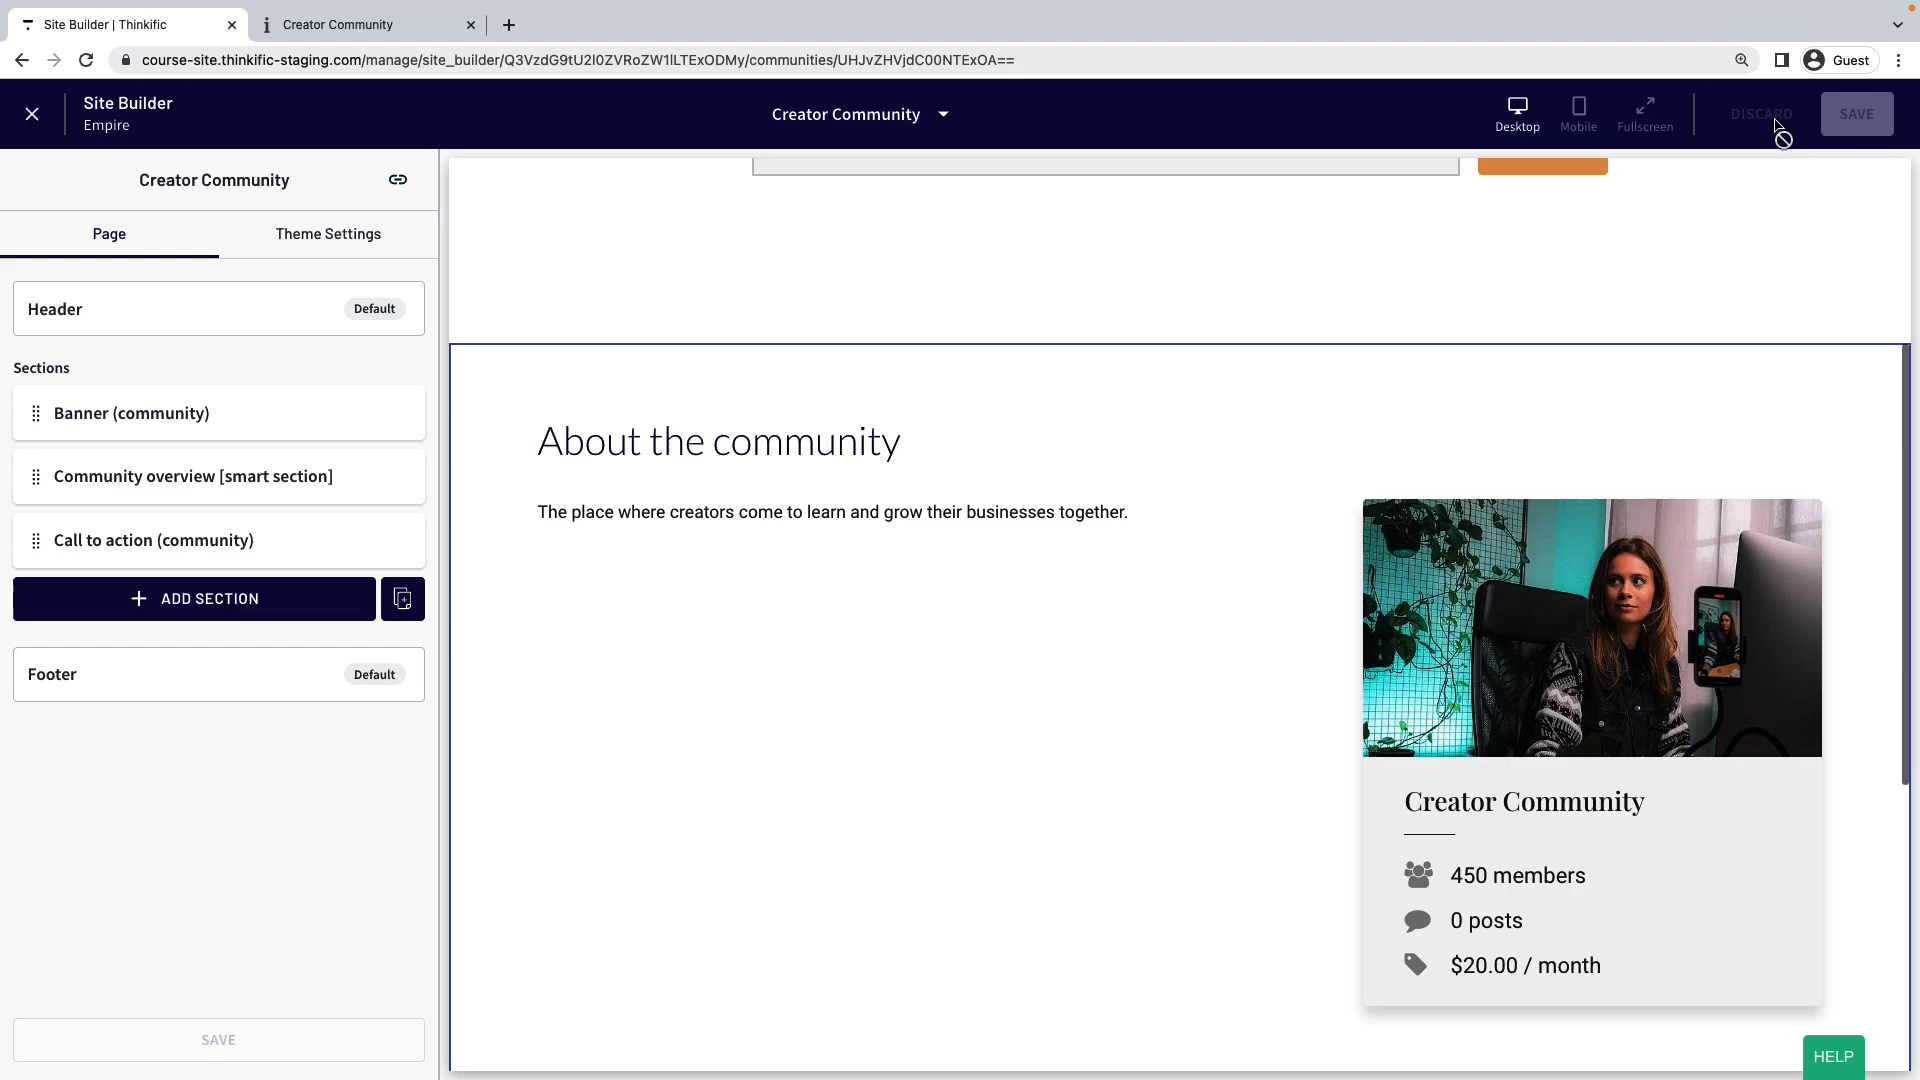 Site Builder | Thinkific
Creator Community
course-site.thinkific-staging.com/manage/site_builder/Q3VzdG9tU2l0ZVRoZW1lLTExODMy/communities/UHJvZHVjdC00NTExOA==
Guest
Site Builder
Empire
Creator Community
Desktop
Mobile
Fullscreen
DISCARD
SAVE
Creator Community
Page
Theme Settings
Header
Default
Sections
Banner (community)
Community overview [smart section]
Call to action (community)
ADD SECTION
Footer
Default
SAVE
About the community
The place where creators come to learn and grow their businesses together.
Creator Community
450 members
0 posts
$20.00 / month
HELP